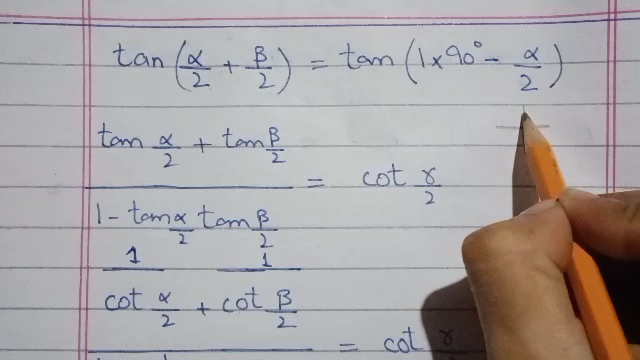 tan(α/2 + β/2) = tan(1×90° - α/2)
tan α/2 + tan β/2
= cot γ/2
1 - tan α/2 tan β/2
1 1
cot α/2 + cot β/2
= cot γ